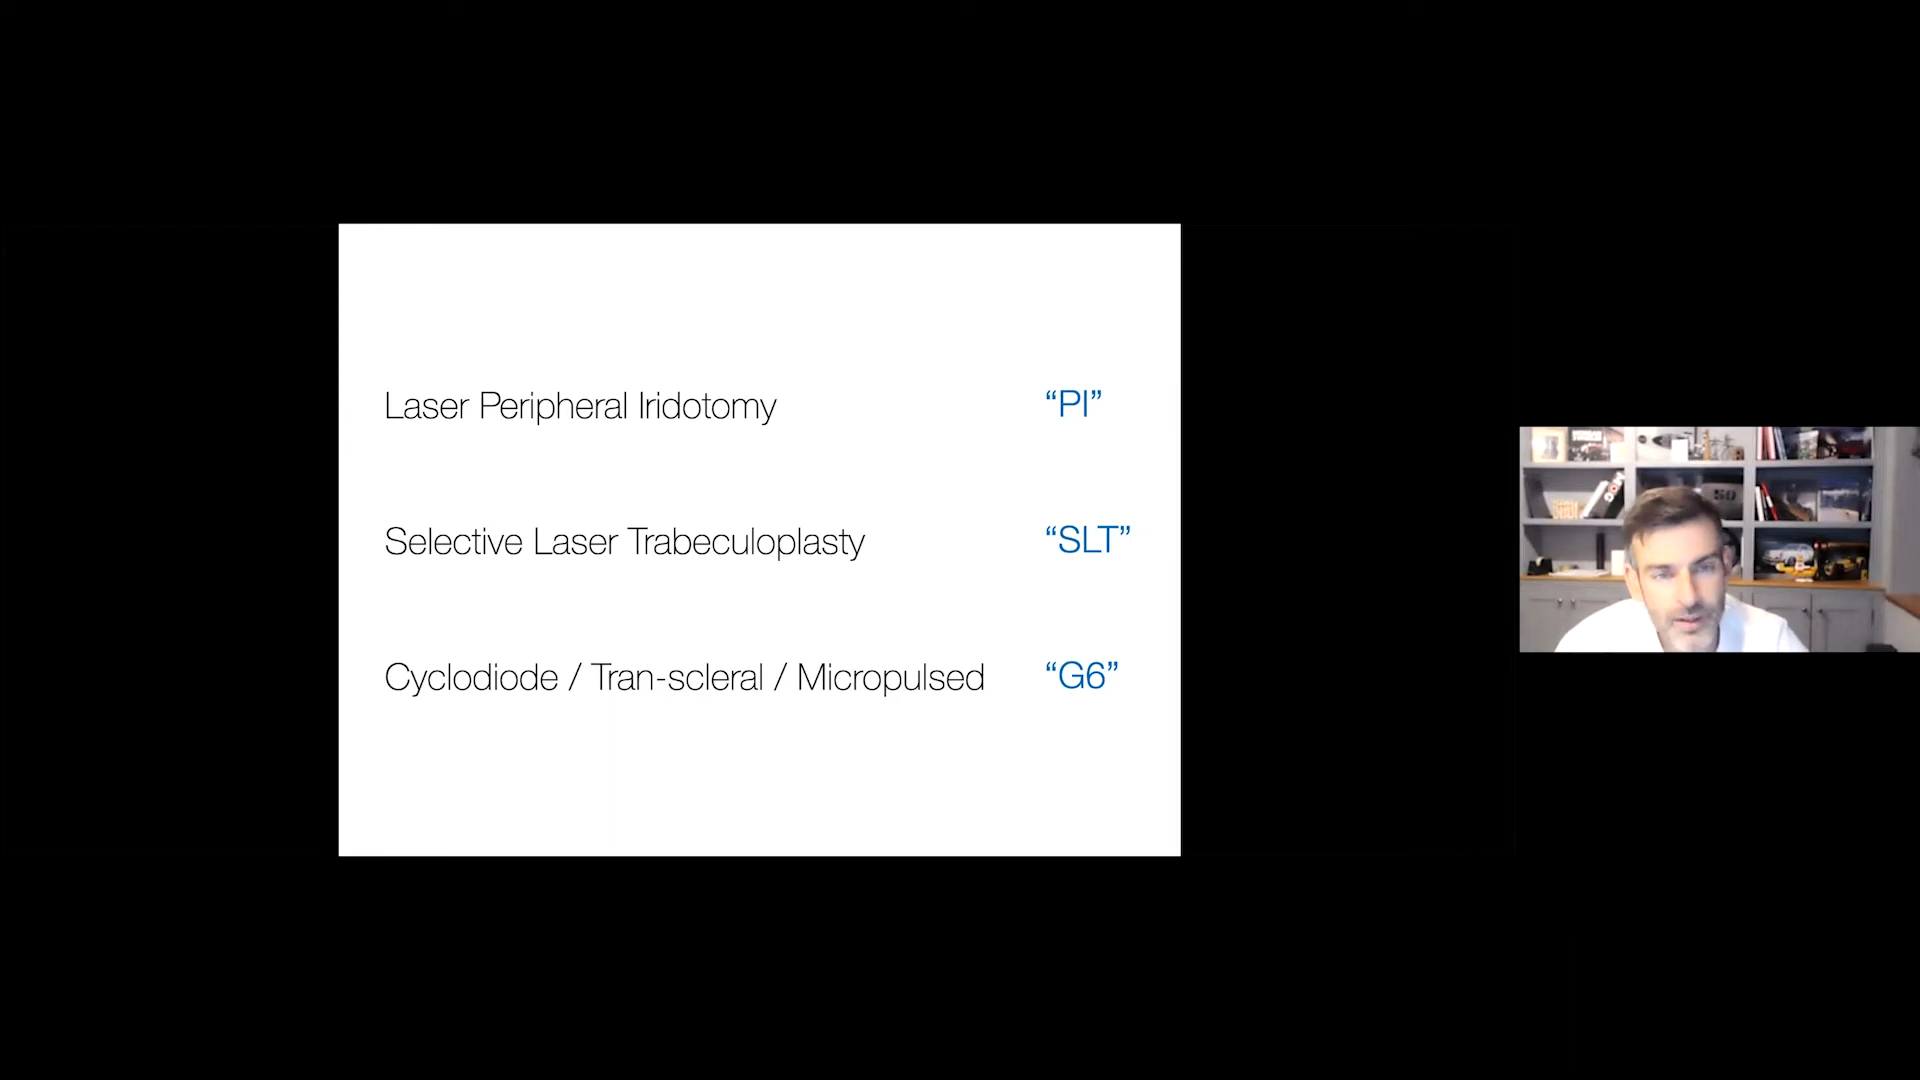 Laser Peripheral Iridotomy “PI”
Selective Laser Trabeculoplasty “SLT”
Cyclodiode / Tran-scleral / Micropulsed “G6”